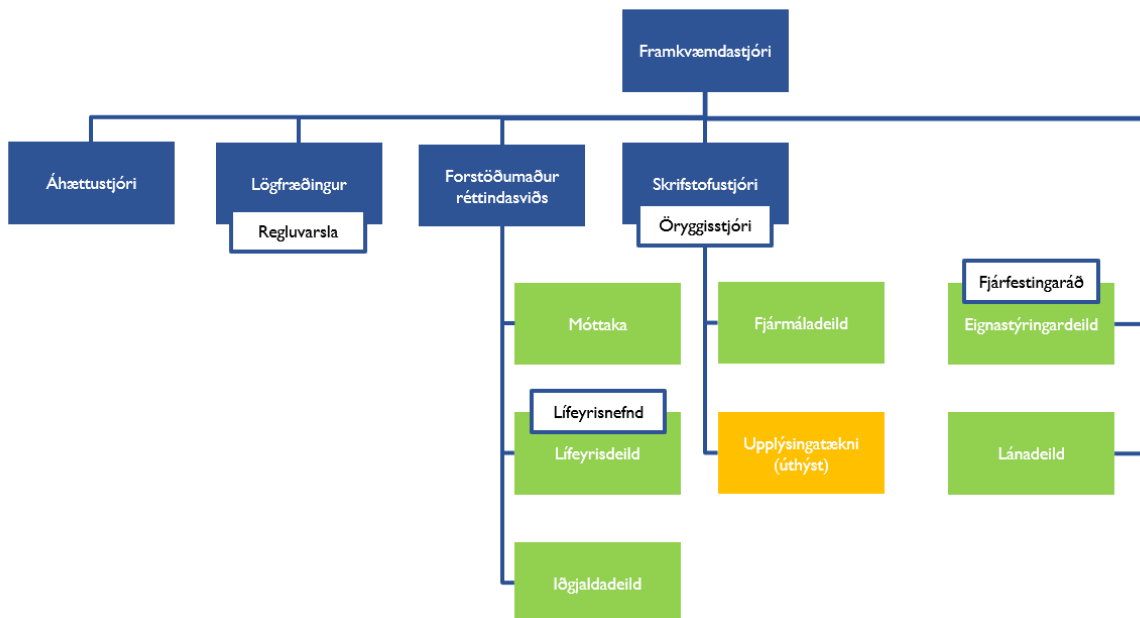 Framkvæmdastjóri
Áhættustjóri
Lögfræðingur
Regluvarsla
Forstöðumaður
réttindasviðs
Skrifstofustjóri
Öryggisstjóri
Móttaka
Lífeyrisnefnd
Lífeyrisdeild
Iðgjaldadeild
Fjármáladeild
Upplýsingatækni
(úthýst)
Fjárfestingaráð
Eignastýringardeild
Lánadeild